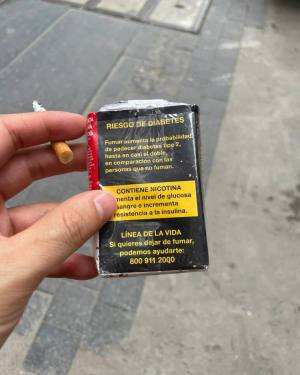 RIESGO DE DIABETES
Fumar aumenta la probabilidad
de padecer diabetes Tipo 2,
hasta en casi el doble,
en comparación con las
personas que no fuman.
CONTIENE NICOTINA
menta el nivel de glucosa
sangre e incrementa
resistencia a la insulina.
LÍNEA DE LA VIDA
Si quieres dejar de fumar,
podemos ayudarte:
800 911 2000